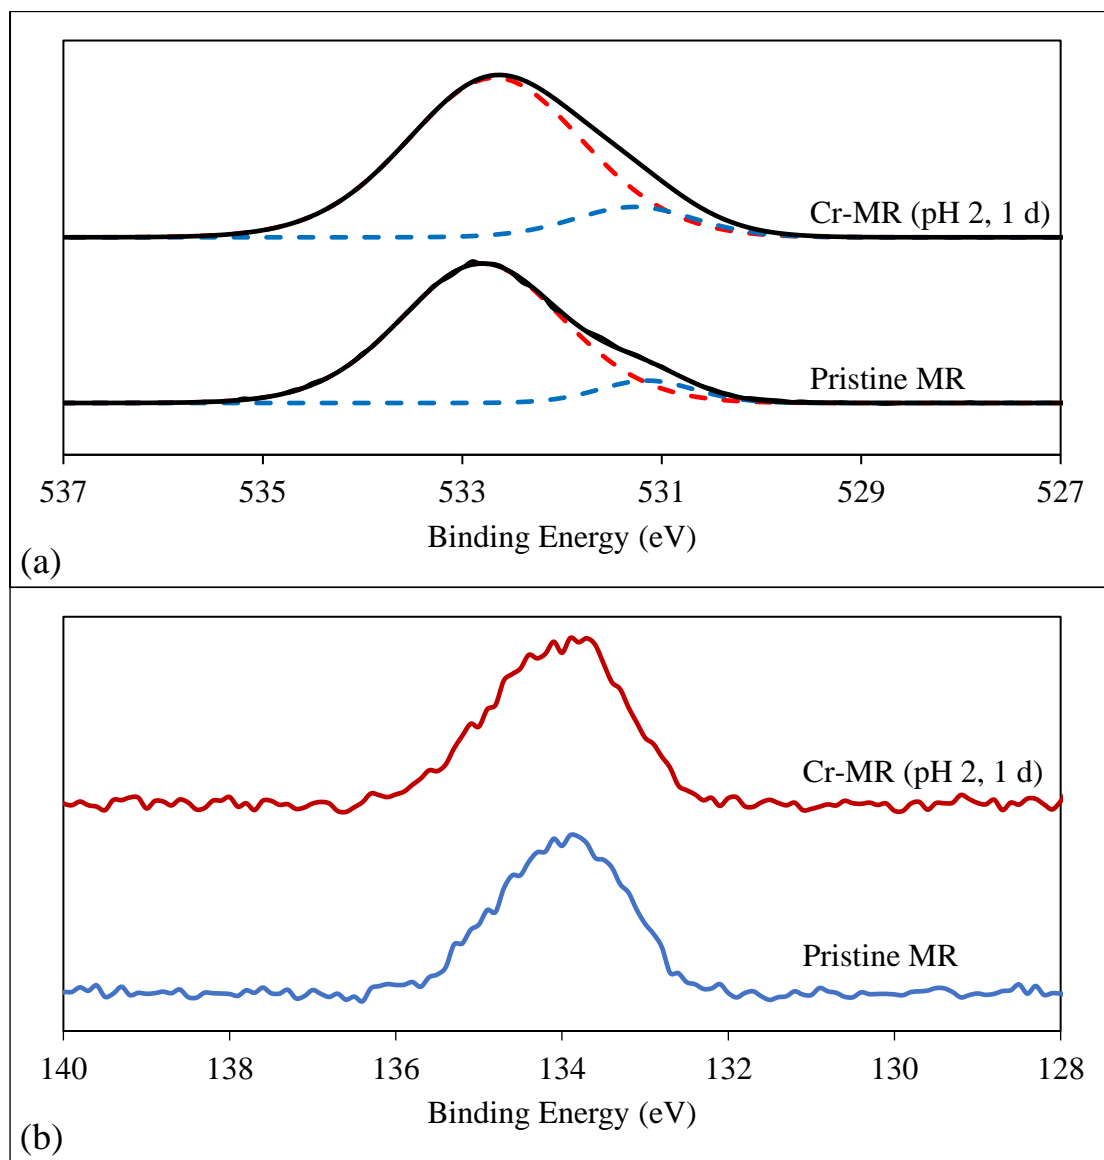 Cr-MR (pH 2, 1 d)
Pristine MR
537 535 533 531 529 527
Binding Energy (eV)
(a)
Cr-MR (pH 2, 1 d)
Pristine MR
140 138 136 134 132 130 128
Binding Energy (eV)
(b)